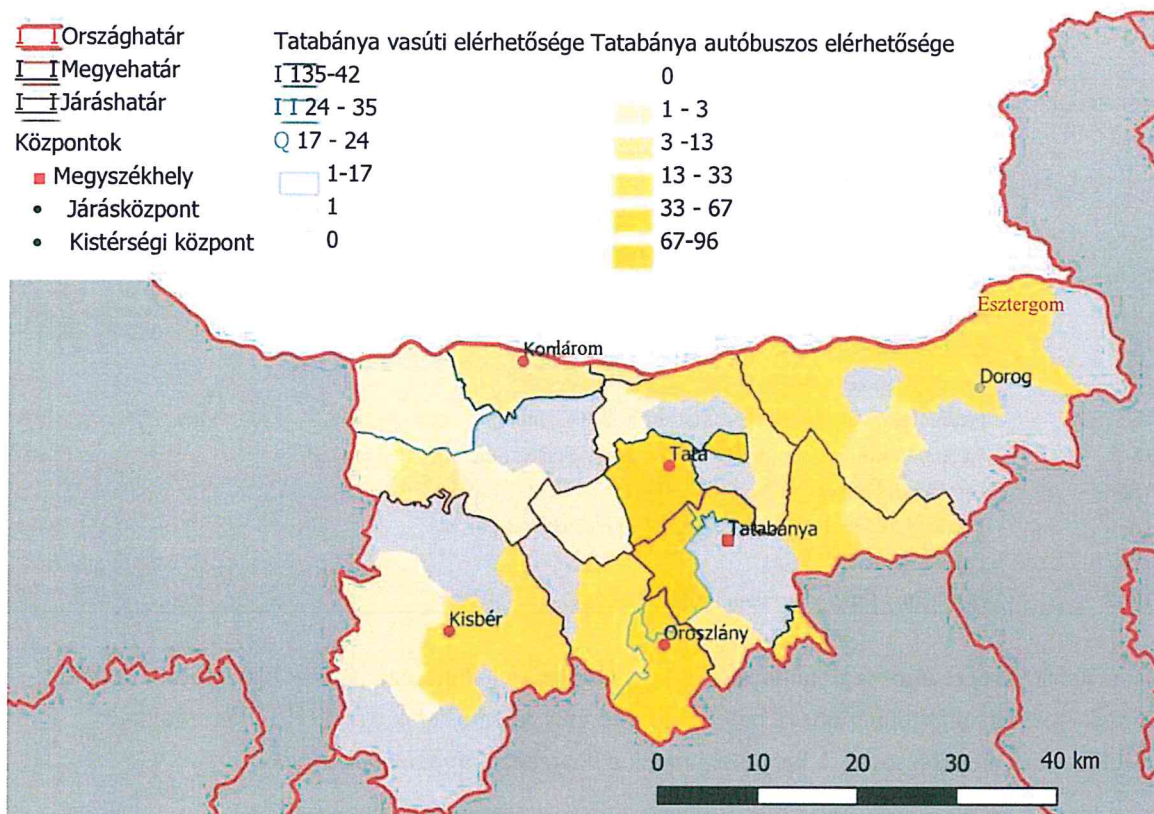 I I Országhatár
I I Megyehatár
I I Járáshatár
Központok
Megyszékhely
Járásközpont
Kistérségi központ
Tatabánya vasúti elérhetősége
I 135-42
I I 24 - 35
Q 17 - 24
1-17
1
0
Tatabánya autóbuszos elérhetősége
0
1 - 3
3 -13
13 - 33
33 - 67
67-96
Esztergom
Komlárom
Dorog
Tata
Tatabánya
Kisbér
Oroszlány
0 10 20 30 40 km